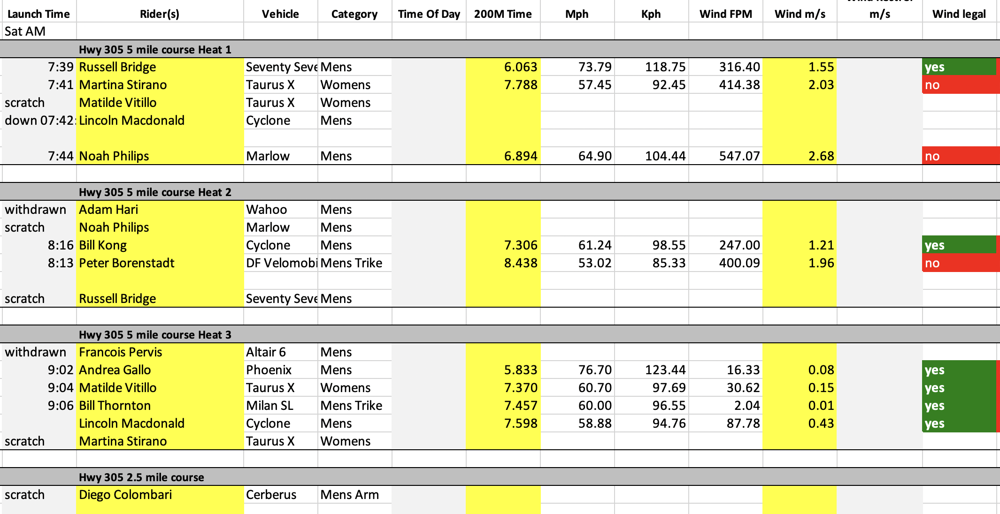 Launch Time Rider(s) Vehicle Category Time Of Day 200M Time Mph Kph Wind FPM Wind m/s m/s Wind legal
Sat AM
Hwy 305 5 mile course Heat 1
7:39 Russell Bridge Seventy Seve Mens 6.063 73.79 118.75 316.40 1.55 yes
7:41 Martina Stirano Taurus X Womens 7.788 57.45 92.45 414.38 2.03 no
scratch Matilde Vitillo Taurus X Womens
down 07:42: Lincoln Macdonald Cyclone Mens
7:44 Noah Philips Marlow Mens 6.894 64.90 104.44 547.07 2.68 no
Hwy 305 5 mile course Heat 2
withdrawn Adam Hari Wahoo Mens
scratch Noah Philips Marlow Mens
8:16 Bill Kong Cyclone Mens 7.306 61.24 98.55 247.00 1.21 yes
8:13 Peter Borenstadt DF Velomobi Mens Trike 8.438 53.02 85.33 400.09 1.96 no
scratch Russell Bridge Seventy Seve Mens
Hwy 305 5 mile course Heat 3
withdrawn Francois Pervis Altair 6 Mens
9:02 Andrea Gallo Phoenix Mens 5.833 76.70 123.44 16.33 0.08 yes
9:04 Matilde Vitillo Taurus X Womens 7.370 60.70 97.69 30.62 0.15 yes
9:06 Bill Thornton Milan SL Mens Trike 7.457 60.00 96.55 2.04 0.01 yes
Lincoln Macdonald Cyclone Mens 7.598 58.88 94.76 87.78 0.43 yes
scratch Martina Stirano Taurus X Womens
Hwy 305 2.5 mile course
scratch Diego Colombari Cerberus Mens Arm